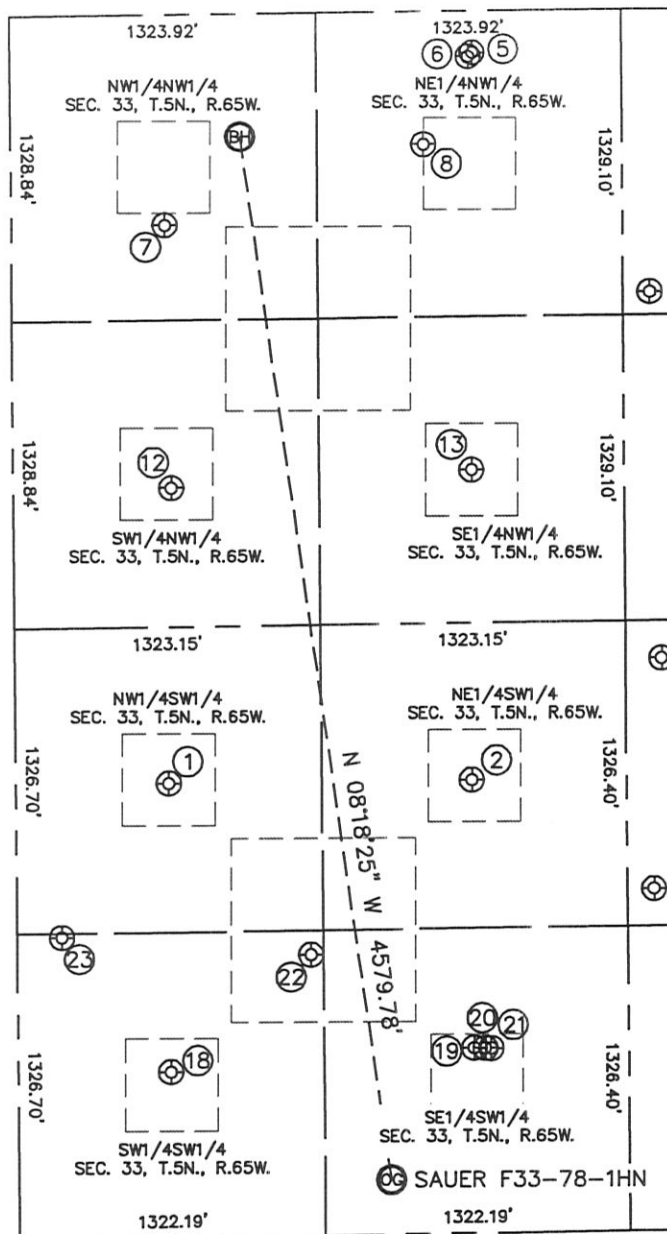 1323.92'
1323.92'
6
5
NW1/4NW1/4
SEC. 33, T.5N., R.65W.
NE1/4NW1/4
SEC. 33, T.5N., R.65W.
BH
8
1328.84'
1329.10'
7
12
13
1328.84'
1329.10'
SW1/4NW1/4
SEC. 33, T.5N., R.65W.
SE1/4NW1/4
SEC. 33, T.5N., R.65W.
1323.15'
1323.15'
NW1/4SW1/4
SEC. 33, T.5N., R.65W.
NE1/4SW1/4
SEC. 33, T.5N., R.65W.
1
2
1326.70'
1326.40'
N 08°18'25" W 4579.78'
23
22
20
21
19
18
1326.70'
1326.40'
SE1/4SW1/4
SEC. 33, T.5N., R.65W.
SW1/4SW1/4
SEC. 33, T.5N., R.65W.
OG SAUER F33-78-1HN
1322.19'
1322.19'